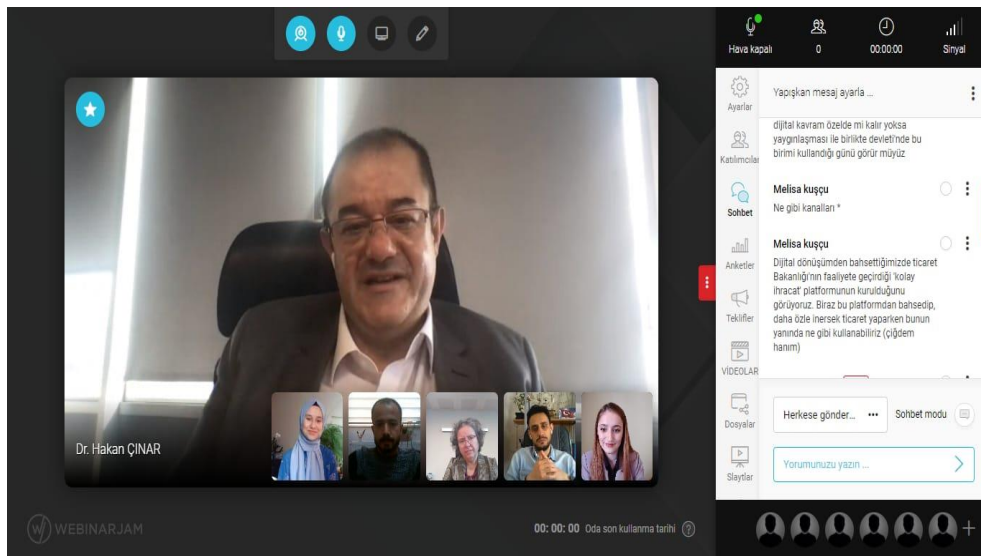 Hava kapalı
0
00:00:00
Sinyal
Ayarlar
Katılımcılar
Sohbet
Anketler
Teklifler
VİDEOLAR
Dosyalar
Slaytlar
Yapışkan mesaj ayarla ...
dijital kavram özelde mi kalır yoksa
yaygınlaşması ile birlikte devleti'nde bu
birimi kullandığı günü görür müyüz
Melisa kuşçu
Ne gibi kanalları *
Melisa kuşçu
Dijital dönüşümden bahsettiğimizde ticaret
Bakanlığı'nın faaliyete geçirdiği 'kolay
ihracat' platformunun kurulduğunu
görüyoruz. Biraz bu platformdan bahsedip,
daha özle inersek ticaret yaparken bunun
yanında ne gibi kullanabiliriz (çiğdem
hanım)
Herkese gönder...
Sohbet modu
Yorumunuzu yazın ...
Dr. Hakan ÇINAR
WEBINARJAM
00: 00: 00 Oda son kullanma tarihi ?